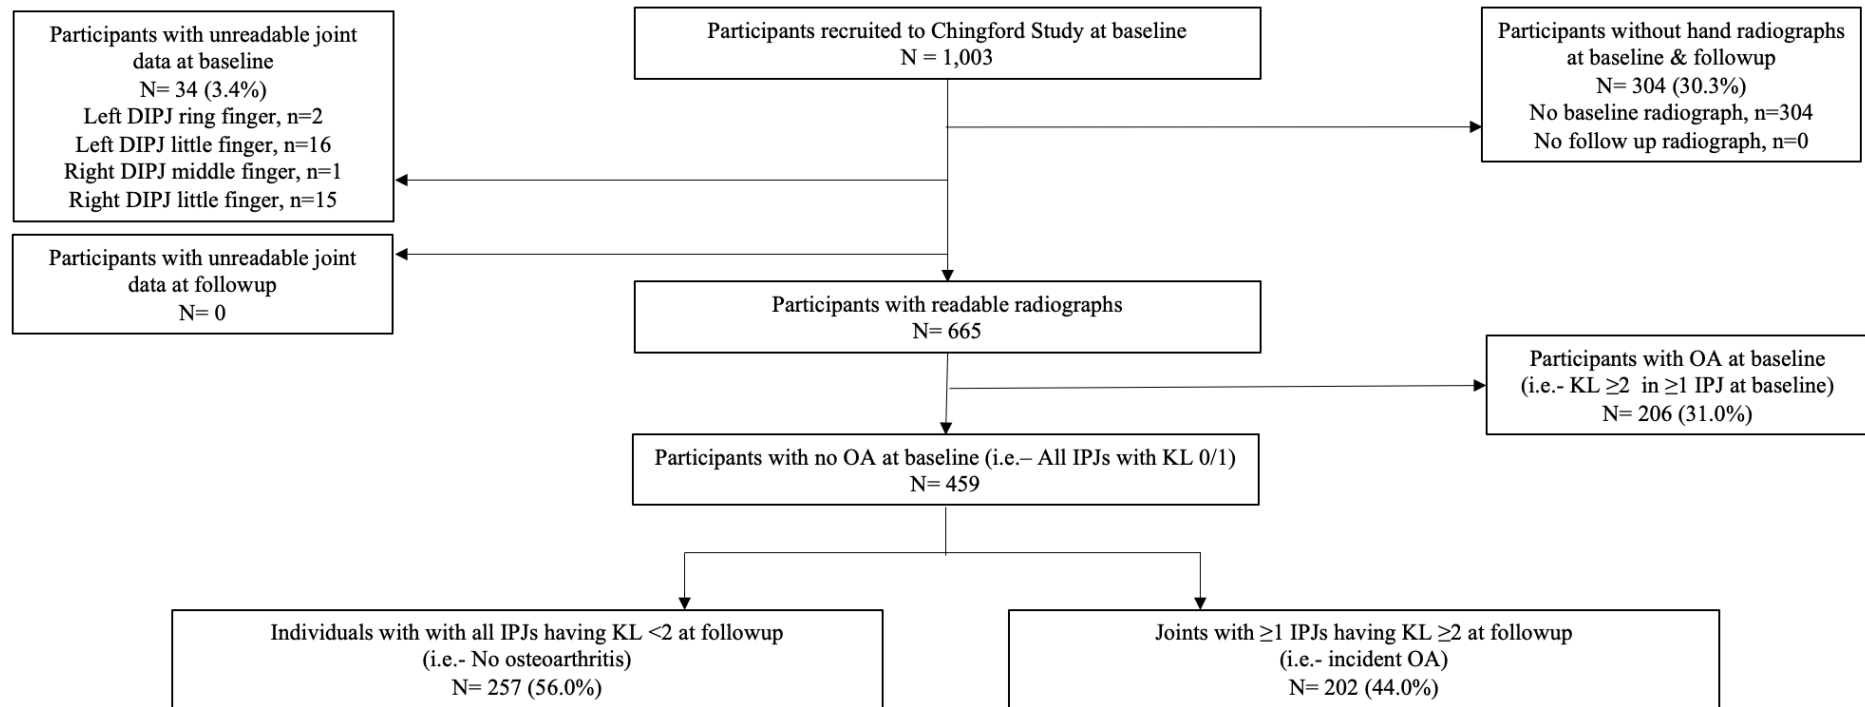 Participants recruited to Chingford Study at baseline
N = 1,003
Participants without hand radiographs
at baseline & followup
N= 304 (30.3%)
No baseline radiograph, n=304
No follow up radiograph, n=0
Participants with unreadable joint
data at baseline
N= 34 (3.4%)
Left DIPJ ring finger, n=2
Left DIPJ little finger, n=16
Right DIPJ middle finger, n=1
Right DIPJ little finger, n=15
Participants with unreadable joint
data at followup
N= 0
Participants with readable radiographs
N= 665
Participants with OA at baseline
(i.e.- KL ≥2  in ≥1 IPJ at baseline)
N= 206 (31.0%)
Participants with no OA at baseline (i.e.– All IPJs with KL 0/1)
N= 459
Individuals with with all IPJs having KL <2 at followup
(i.e.- No osteoarthritis)
N= 257 (56.0%)
Joints with ≥1 IPJs having KL ≥2 at followup
(i.e.- incident OA)
N= 202 (44.0%)